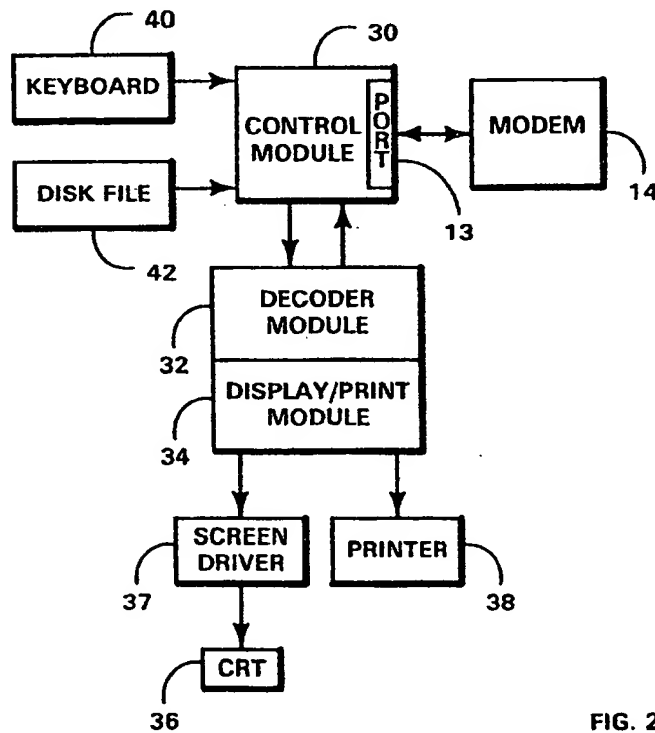 40
30
KEYBOARD
CONTROL
MODULE
PORT
MODEM
14
DISK FILE
13
42
DECODER
MODULE
32
DISPLAY/PRINT
MODULE
34
SCREEN
DRIVER
PRINTER
37
38
CRT
36
FIG. 2